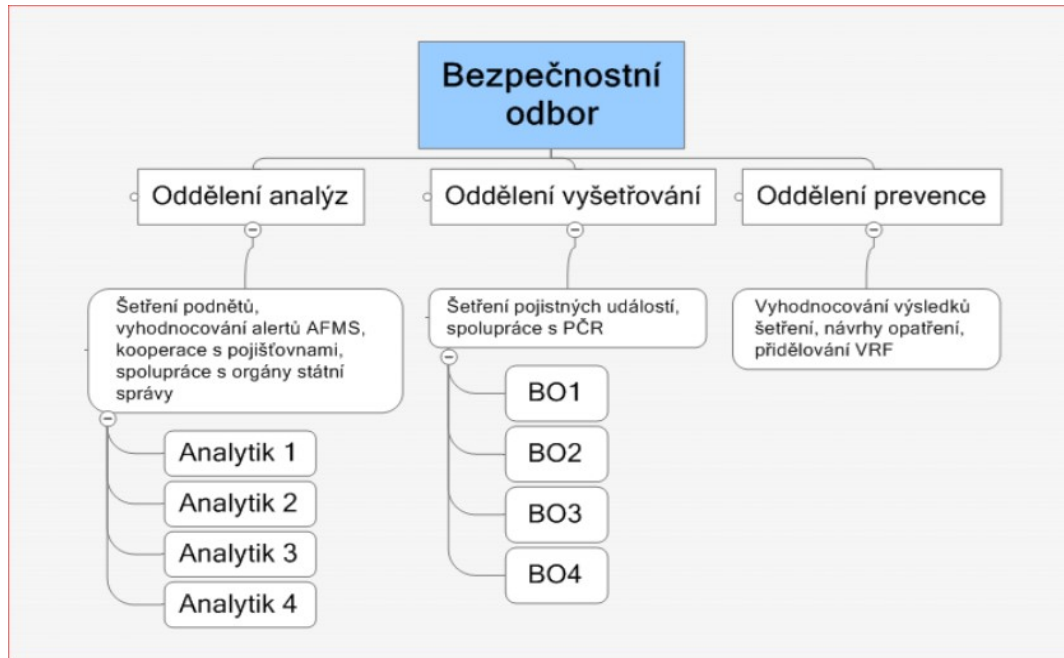 Bezpečnostní
odbor
Oddělení analýz
Oddělení vyšetřování
Oddělení prevence
Šetření podnětů,
vyhodnocování alertů AFMS,
kooperace s pojišťovnami,
spolupráce s orgány státní
správy
Šetření pojistných událostí,
spolupráce s PČR
Vyhodnocování výsledků
šetření, návrhy opatření,
přidělování VRF
Analytik 1
Analytik 2
Analytik 3
Analytik 4
BO1
BO2
BO3
BO4